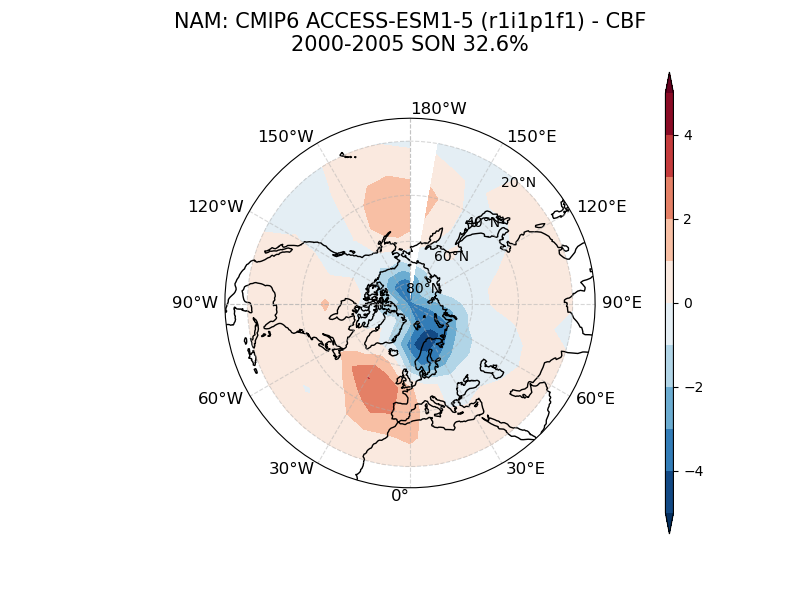 NAM: CMIP6 ACCESS-ESM1-5 (r1i1p1f1) - CBF
2000-2005 SON 32.6%
180°W
150°W
150°E
20°N
120°W
120°E
40°N
60°N
80°N
90°W
90°E
60°W
60°E
30°W
30°E
0°
4
2
0
−2
−4